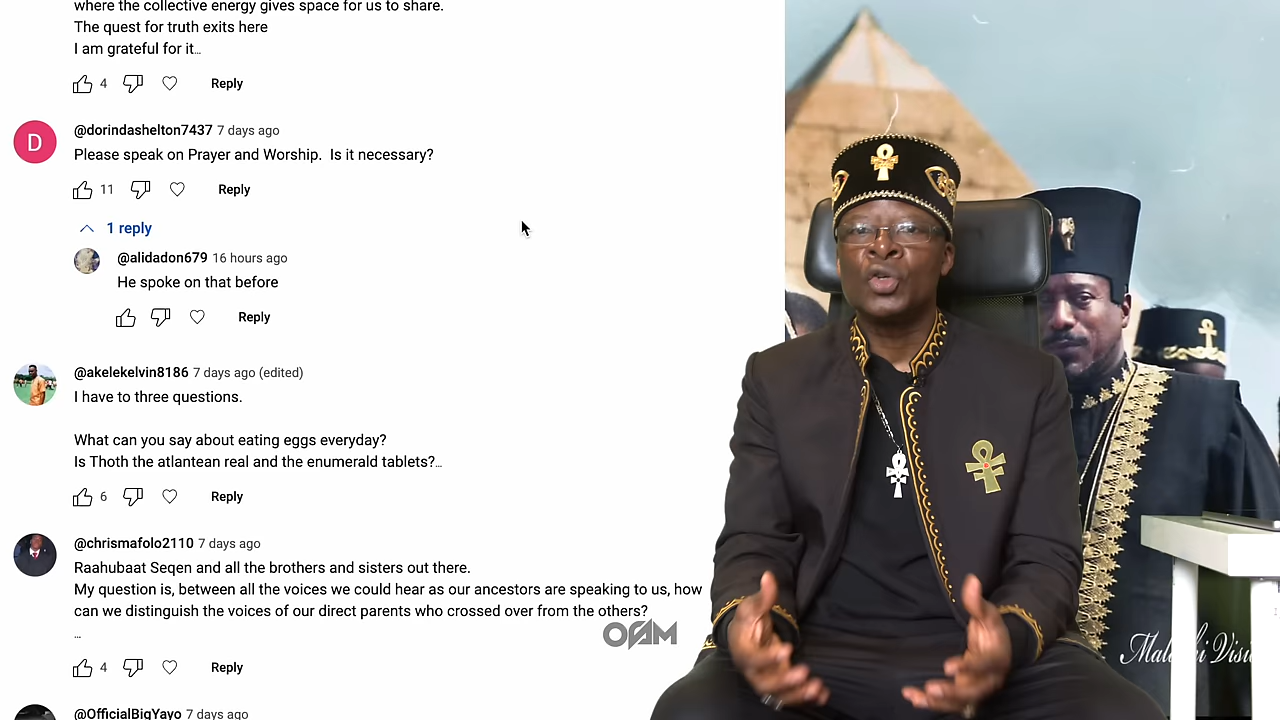 where the collective energy gives space for us to share.
The quest for truth exits here
I am grateful for it...
4 Reply
D
@dorindashelton7437 7 days ago
Please speak on Prayer and Worship. Is it necessary?
11 Reply
1 reply
@alidadon679 16 hours ago
He spoke on that before
Reply
@akelekelvin8186 7 days ago (edited)
I have to three questions.
What can you say about eating eggs everyday?
Is Thoth the atlantean real and the enumerald tablets?...
6 Reply
@chrismafolo2110 7 days ago
Raahubaat Seqen and all the brothers and sisters out there.
My question is, between all the voices we could hear as our ancestors are speaking to us, how
can we distinguish the voices of our direct parents who crossed over from the others?
...
4 Reply
@OfficialBigYayo 7 days ago